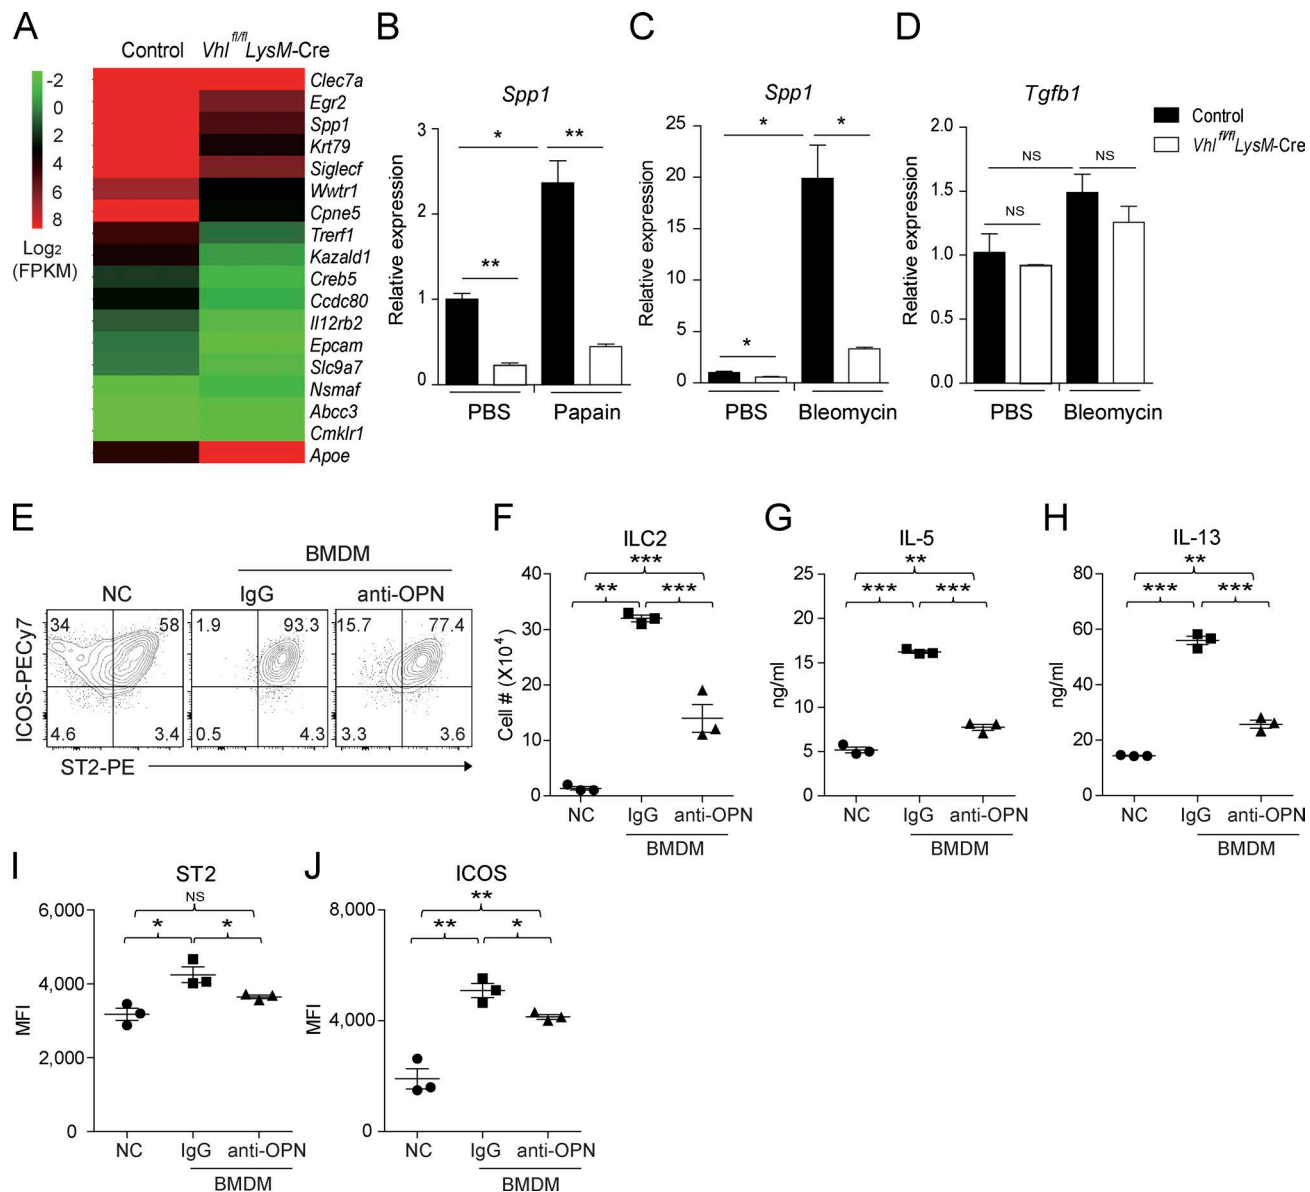 A
Control
Vhl fl/fl LysM-Cre
-2
0
2
4
6
8
Log2
(FPKM)
Clec7a
Egr2
Spp1
Krt79
Siglecf
Wwtr1
Cpne5
Trerf1
Kazald1
Creb5
Ccdc80
Il12rb2
Epcam
Slc9a7
Nsmaf
Abcc3
Cmklr1
Apoe
B
Spp1
Relative expression
3
2
1
0
*
**
**
PBS
Papain
C
Spp1
Relative expression
25
20
15
10
5
0
*
*
*
PBS
Bleomycin
D
Tgfb1
Relative expression
2.0
1.5
1.0
0.5
0.0
NS
NS
NS
PBS
Bleomycin
Control
Vhl fl/fl LysM-Cre
E
BMDM
NC
IgG
anti-OPN
ICOS-PECy7
34
58
4.6
3.4
1.9
93.3
0.5
4.3
15.7
77.4
3.3
3.6
ST2-PE
F
ILC2
***
**
***
Cell # (X10⁴)
40
30
20
10
0
NC
IgG
anti-OPN
BMDM
G
IL-5
**
***
***
ng/ml
25
20
15
10
5
0
NC
IgG
anti-OPN
BMDM
H
IL-13
**
***
***
ng/ml
80
60
40
20
0
NC
IgG
anti-OPN
BMDM
I
ST2
NS
*
*
MFI
6,000
4,000
2,000
0
NC
IgG
anti-OPN
BMDM
J
ICOS
**
**
*
MFI
8,000
4,000
0
NC
IgG
anti-OPN
BMDM